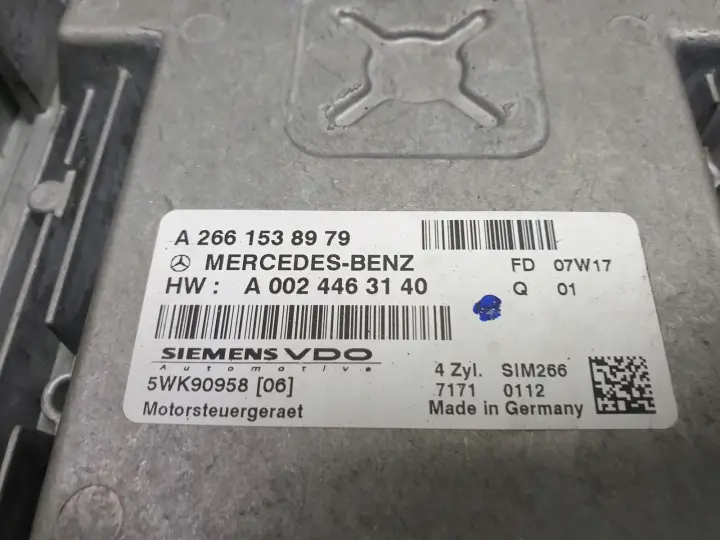 A 266 153 89 79
MERCEDES-BENZ
FD 07W17
HW : A 002 446 31 40
Q 01
SIEMENS VDO
Automotive
4 Zyl. SIM266
5WK90958 [06]
7171 0112
Motorsteuergeraet
Made in Germany